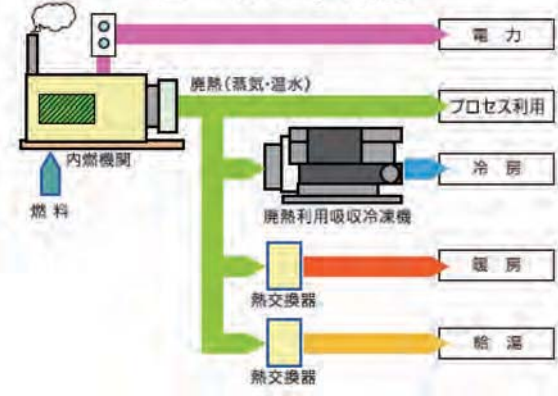 電 力
廃熱(蒸気・温水)
プロセス利用
内燃機関
冷 房
燃 料
廃熱利用吸収冷凍機
暖 房
熱交換器
給 湯
熱交換器